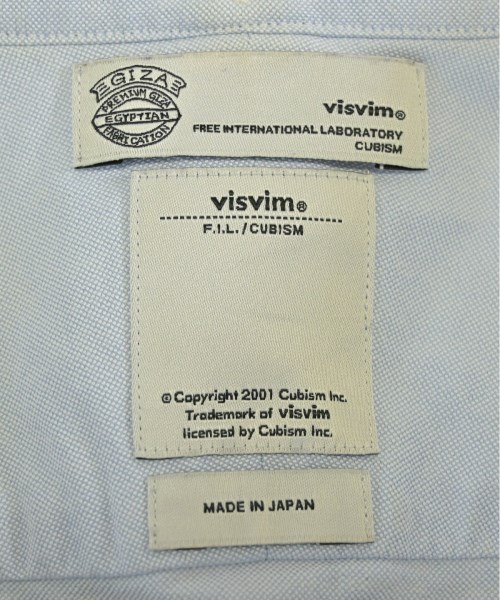 GIZA
PREMIUM GIZA
EGYPTIAN
FABRICATION
visvim®
FREE INTERNATIONAL LABORATORY
CUBISM
visvim®
F.I.L./CUBISM
© Copyright 2001 Cubism Inc.
Trademark of visvim
licensed by Cubism Inc.
MADE IN JAPAN